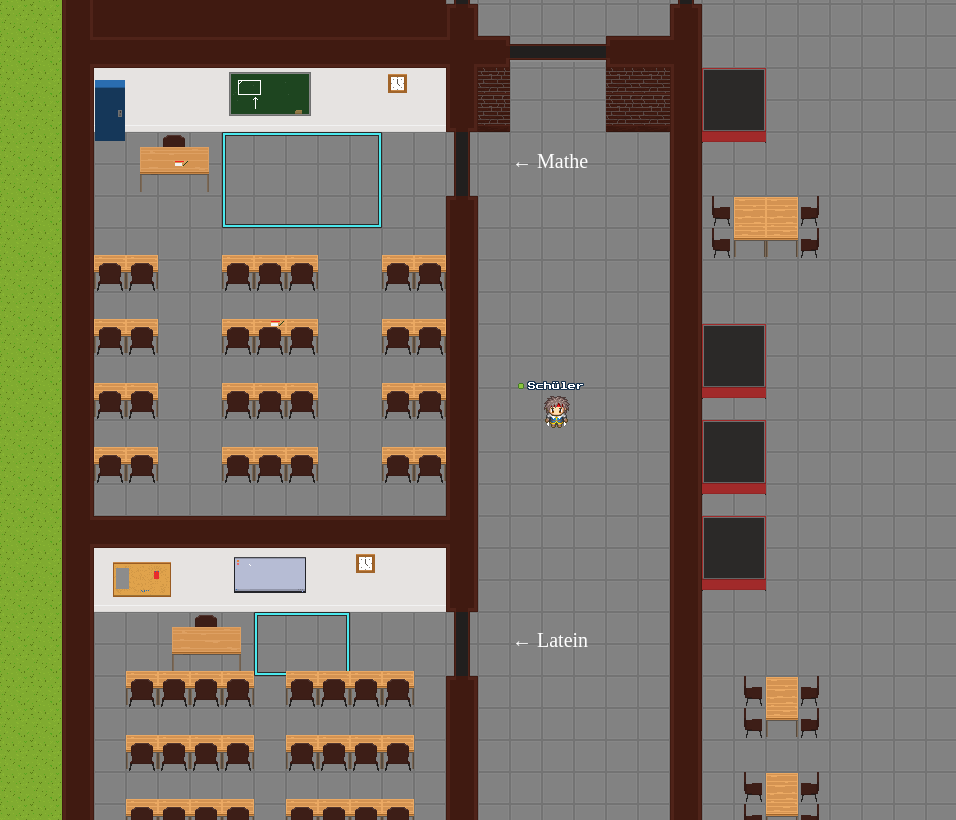 ← Mathe
Schüler
← Latein